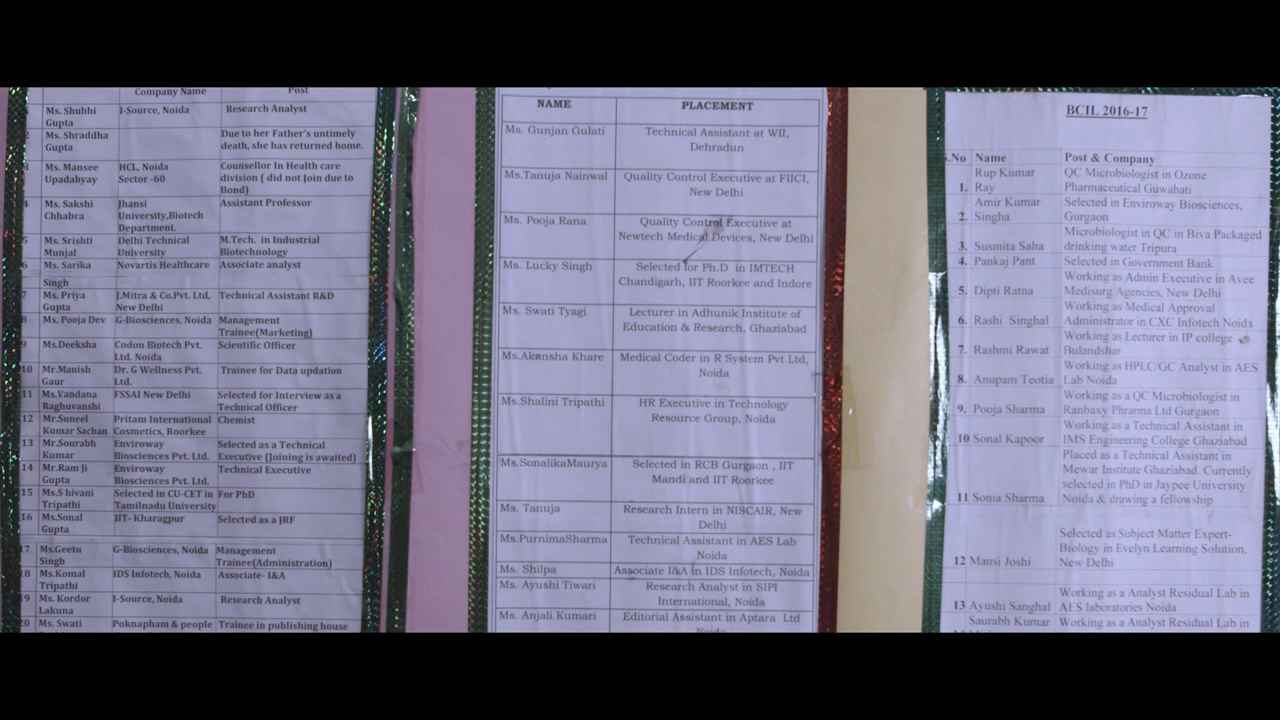 Company Name Post
Ms. Shubhi I-Source, Noida Research Analyst
Gupta
2 Ms. Shraddha Due to her Father's untimely
Gupta death, she has returned home.
3 Ms. Mansee HCL, Noida Counsellor In Health care
Upadahyay Sector -60 division ( did not Join due to
Bond)
4 Ms. Sakshi Jhansi Assistant Professor
Chhabra University,Biotech
Department.
5 Ms. Srishti Delhi Technical M.Tech. in Industrial
Munjal University Biotechnology
6 Ms. Sarika Novartis Healthcare Associate analyst
Singh
7 Ms. Priya J.Mitra & Co.Pvt. Ltd, Technical Assistant R&D
Gupta New Delhi
8 Ms. Pooja Dev G-Biosciences, Noida Management
Trainee(Marketing)
9 Ms.Deeksha Codon Biotech Pvt. Scientific Officer
Ltd. Noida
10 Mr.Manish Dr. G Wellness Pvt. Trainee for Data updation
Gaur Ltd.
11 Ms.Vandana FSSAI New Delhi Selected for Interview as a
Raghuvanshi Technical Officer
12 Mr.Suneel Pritam International Chemist
Kumar Sachan Cosmetics, Roorkee
13 Mr.Sourabh Enviroway Selected as a Technical
Kumar Biosciences Pvt. Ltd. Executive (Joining is awaited)
14 Mr.Ram Ji Enviroway Technical Executive
Gupta Biosciences Pvt. Ltd.
15 Ms.S hivani Selected in CU-CET in For PhD
Tripathi Tamilnadu University
16 Ms.Sonal IIT- Kharagpur Selected as a JRF
Gupta
17 Ms.Geetu G-Biosciences, Noida Management
Singh Trainee(Administration)
18 Ms.Komal IDS Infotech, Noida Associate- I&A
Tripathi
19 Ms.Kordor I-Source, Noida Research Analyst
Lakuna
20 Ms. Swati Poknapham & people Trainee in publishing house
NAME PLACEMENT
Ms. Gunjan Gulati Technical Assistant at WII,
Dehradun
Ms.Tanuja Nainwal Quality Control Executive at FIICI,
New Delhi
Ms. Pooja Rana Quality Control Executive at
Newtech Medical Devices, New Delhi
Ms. Lucky Singh Selected for Ph.D in IMTECH
Chandigarh, IIT Roorkee and Indore
Ms. Swati Tyagi Lecturer in Adhunik Institute of
Education & Research, Ghaziabad
Ms.Akansha Khare Medical Coder in R System Pvt Ltd,
Noida
Ms.Shalini Tripathi HR Executive in Technology
Resource Group, Noida
Ms.SonalikaMaurya Selected in RCB Gurgaon , IIT
Mandi and IIT Roorkee
Ms. Tanuja Research Intern in NISCAIR, New
Delhi
Ms.PurnimaSharma Technical Assistant in AES Lab
Noida
Ms. Shilpa Associate I&A in IDS Infotech, Noida
Ms. Ayushi Tiwari Research Analyst in SIPI
International, Noida
Ms. Anjali Kumari Editorial Assistant in Aptara Ltd
Noida
BCIL 2016-17
S.No Name Post & Company
Rup Kumar QC Microbiologist in Ozone
1. Ray Pharmaceutical Guwahati
Amir Kumar Selected in Enviroway Biosciences,
2. Singha Gurgaon
Microbiologist in QC in Biva Packaged
3. Susmita Saha drinking water Tripura
4. Pankaj Pant Selected in Government Bank
Working as Admin Executive in Avee
5. Dipti Ratna Medisurg Agencies, New Delhi
Working as Medical Approval
6. Rashi Singhal Administrator in CXC Infotech Noida
Working as Lecturer in IP college
7. Rashmi Rawat Bulandshar
Working as HPLC/GC Analyst in AES
8. Anupam Teotia Lab Noida
Working as a QC Microbiologist in
9. Pooja Sharma Ranbaxy Phrarma Ltd Gurgaon
Working as a Technical Assistant in
10 Sonal Kapoor IMS Engineering College Ghaziabad
Placed as a Technical Assistant in
Mewar Institute Ghaziabad. Currently
selected in PhD in Jaypee University
11 Sonia Sharma Noida & drawing a fellowship
Selected as Subject Matter Expert-
Biology in Evelyn Learning Solution,
12 Mansi Joshi New Delhi
Working as a Analyst Residual Lab in
13 Ayushi Sanghal AES laboratories Noida
Saurabh Kumar Working as a Analyst Residual Lab in